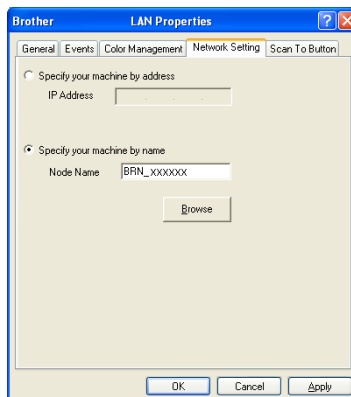 Brother LAN Properties
General Events Color Management Network Setting Scan To Button
Specify your machine by address
IP Address . . .
Specify your machine by name
Node Name BRN_xxxxxx
Browse
OK Cancel Apply